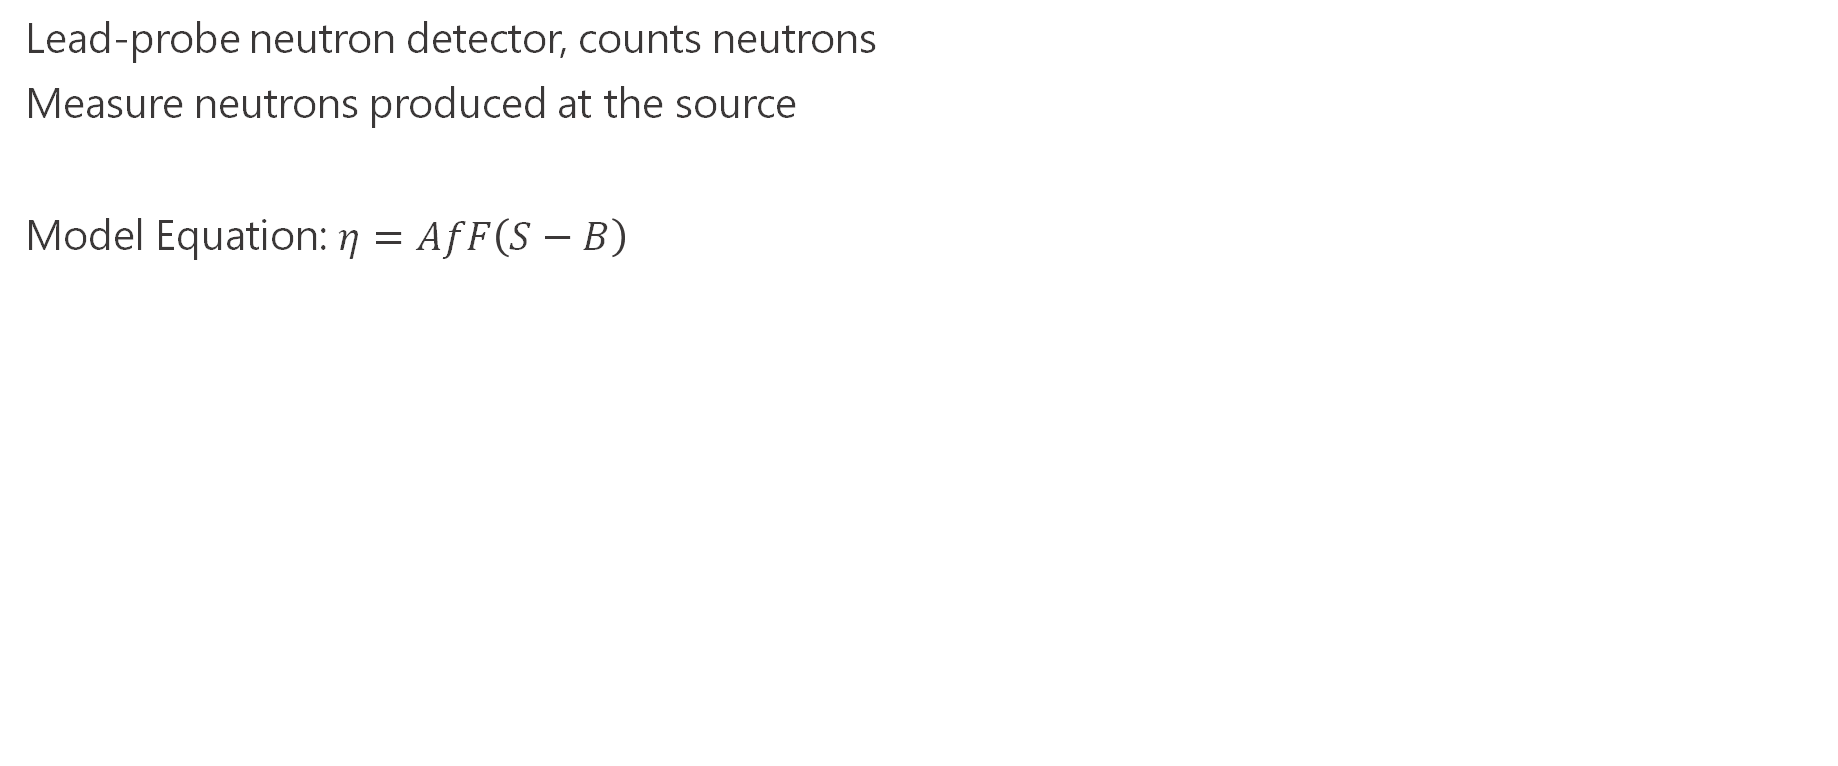 Lead-probe neutron detector, counts neutrons
Measure neutrons produced at the source
Model Equation: η = AfF(S − B)